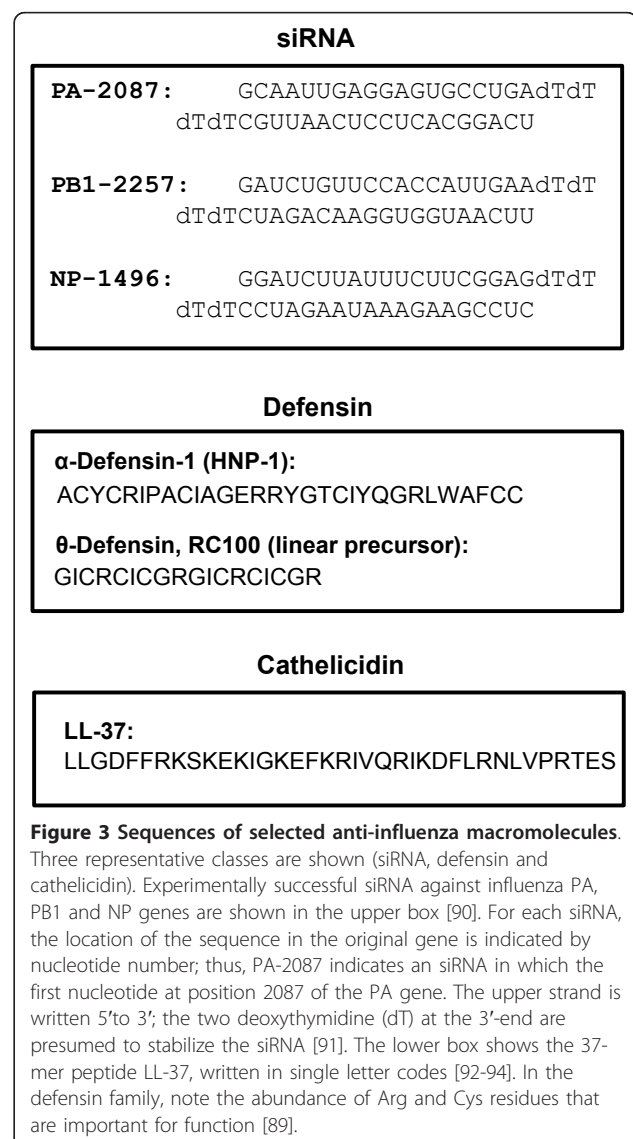 siRNA
PA-2087: GCAAUUGAGGAGUGCCUGAdTdT
dTdTCGUUAACUCCUCACGGACU
PB1-2257: GAUCUGUUCCACCAUUGAAdTdT
dTdTCUAGACAAGGUGGUAACUU
NP-1496: GGAUCUUAUUUCUUCGGAGdTdT
dTdTCCUAGAAUAAAGAAGCCUC
Defensin
α-Defensin-1 (HNP-1):
ACYCRIPACIAGERRYGTCIYQGRLWAFCC
θ-Defensin, RC100 (linear precursor):
GICRCICGRGICRCICGR
Cathelicidin
LL-37:
LLGDFFRKSKEKIGKEFKRIVQRIKDFLRNLVPRTES
Figure 3 Sequences of selected anti-influenza macromolecules.
Three representative classes are shown (siRNA, defensin and
cathelicidin). Experimentally successful siRNA against influenza PA,
PB1 and NP genes are shown in the upper box [90]. For each siRNA,
the location of the sequence in the original gene is indicated by
nucleotide number; thus, PA-2087 indicates an siRNA in which the
first nucleotide at position 2087 of the PA gene. The upper strand is
written 5′to 3′; the two deoxythymidine (dT) at the 3′-end are
presumed to stabilize the siRNA [91]. The lower box shows the 37-
mer peptide LL-37, written in single letter codes [92-94]. In the
defensin family, note the abundance of Arg and Cys residues that
are important for function [89].